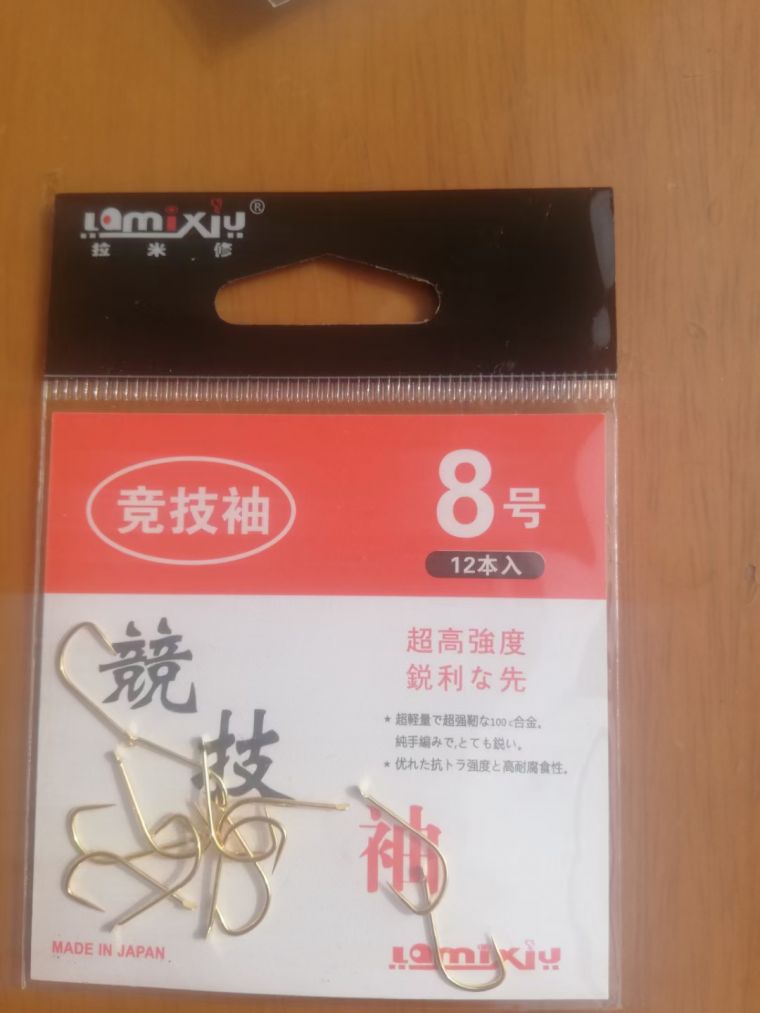 Lamixiu®
拉米修
竞技袖
8号
12本入
競技袖
超高強度
鋭利な先
★ 超軽量で超强靭な100c合金。
純手編みで,とても鋭い。
★ 优れた抗トラ强度と高耐腐食性。
MADE IN JAPAN
Lamixiu